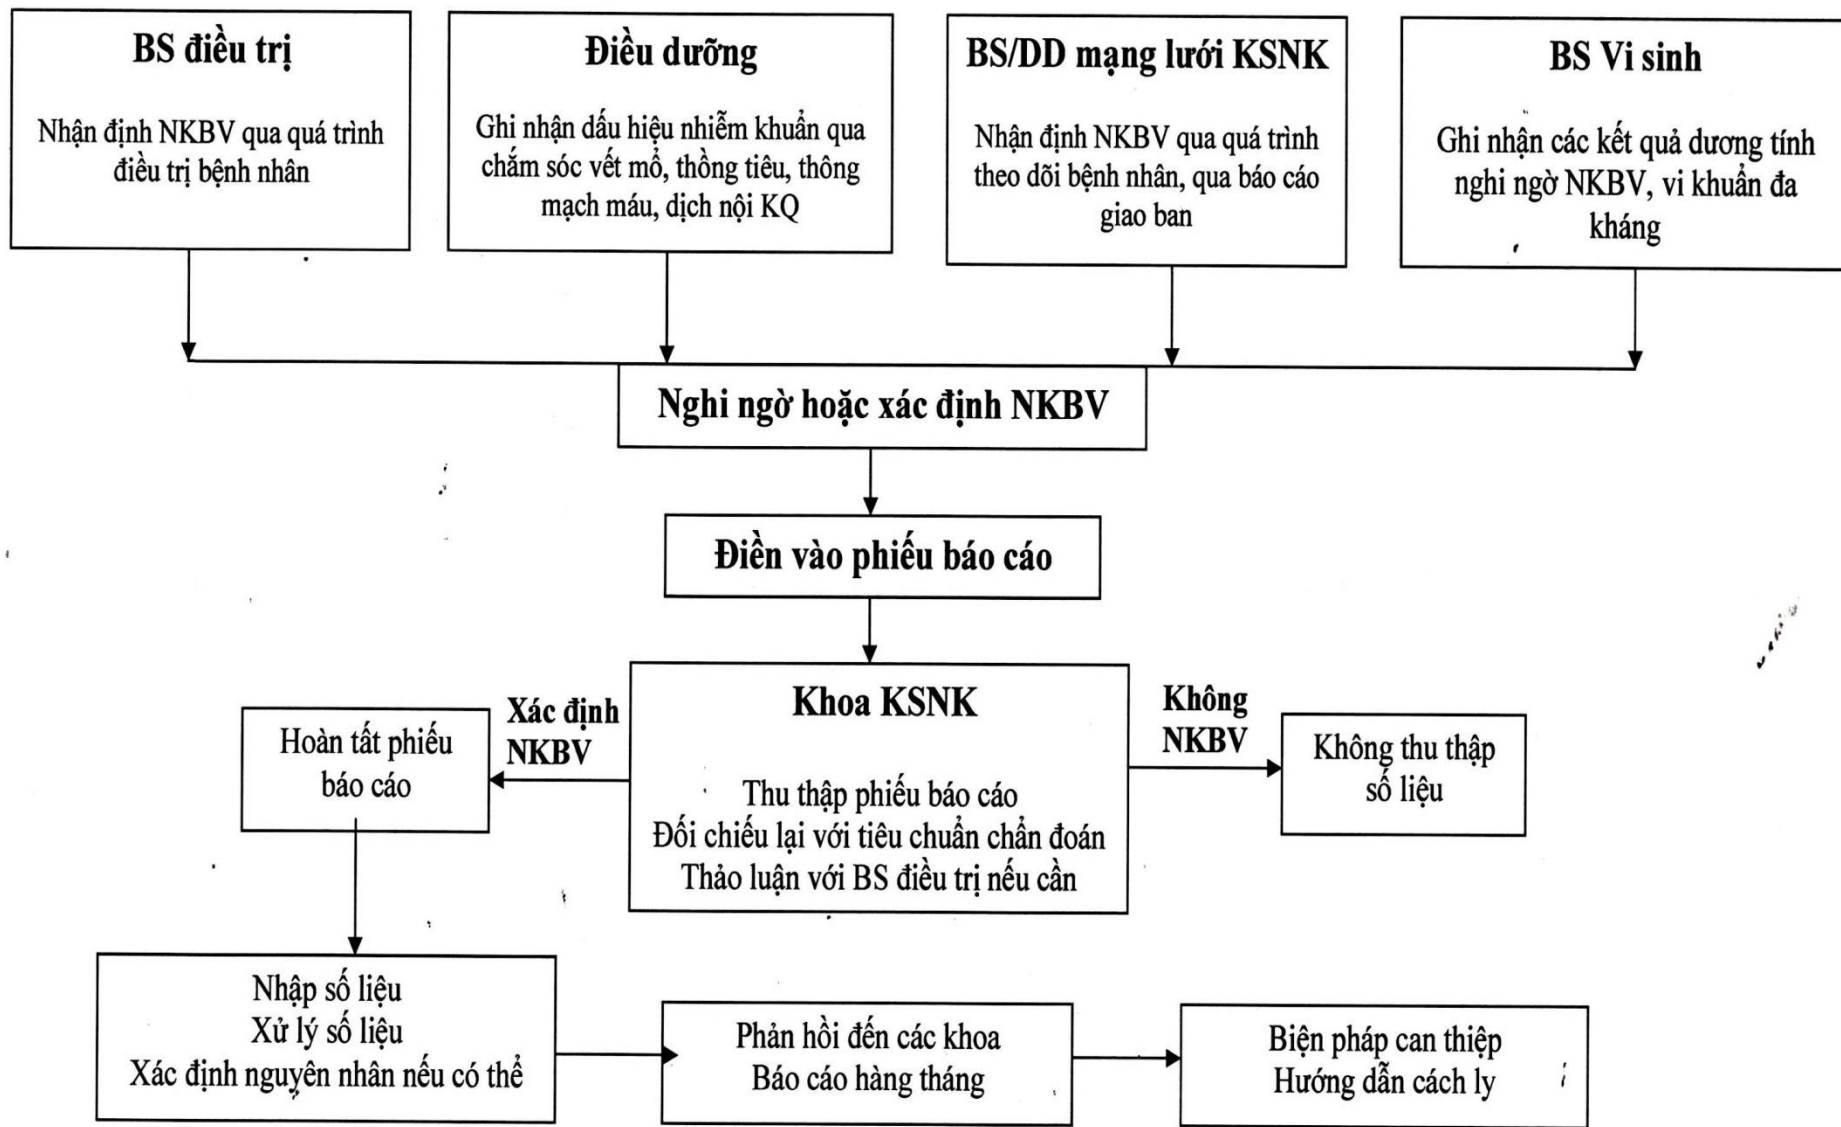 BS điều trị
Nhận định NKBV qua quá trình
điều trị bệnh nhân
Điều dưỡng
Ghi nhận dấu hiệu nhiễm khuẩn qua
chắm sóc vết mổ, thồng tiêu, thông
mạch máu, dịch nội KQ
BS/DD mạng lưới KSNK
Nhận định NKBV qua quá trình
theo dõi bệnh nhân, qua báo cáo
giao ban
BS Vi sinh
Ghi nhận các kết quả dương tính
nghi ngờ NKBV, vi khuẩn đa
kháng
Nghi ngờ hoặc xác định NKBV
Điền vào phiếu báo cáo
Khoa KSNK
Thu thập phiếu báo cáo
Đối chiếu lại với tiêu chuẩn chẩn đoán
Thảo luận với BS điều trị nếu cần
Xác định
NKBV
Không
NKBV
Hoàn tất phiếu
báo cáo
Không thu thập
số liệu
Nhập số liệu
Xử lý số liệu
Xác định nguyên nhân nếu có thể
Phản hồi đến các khoa
Báo cáo hàng tháng
Biện pháp can thiệp
Hướng dẫn cách ly